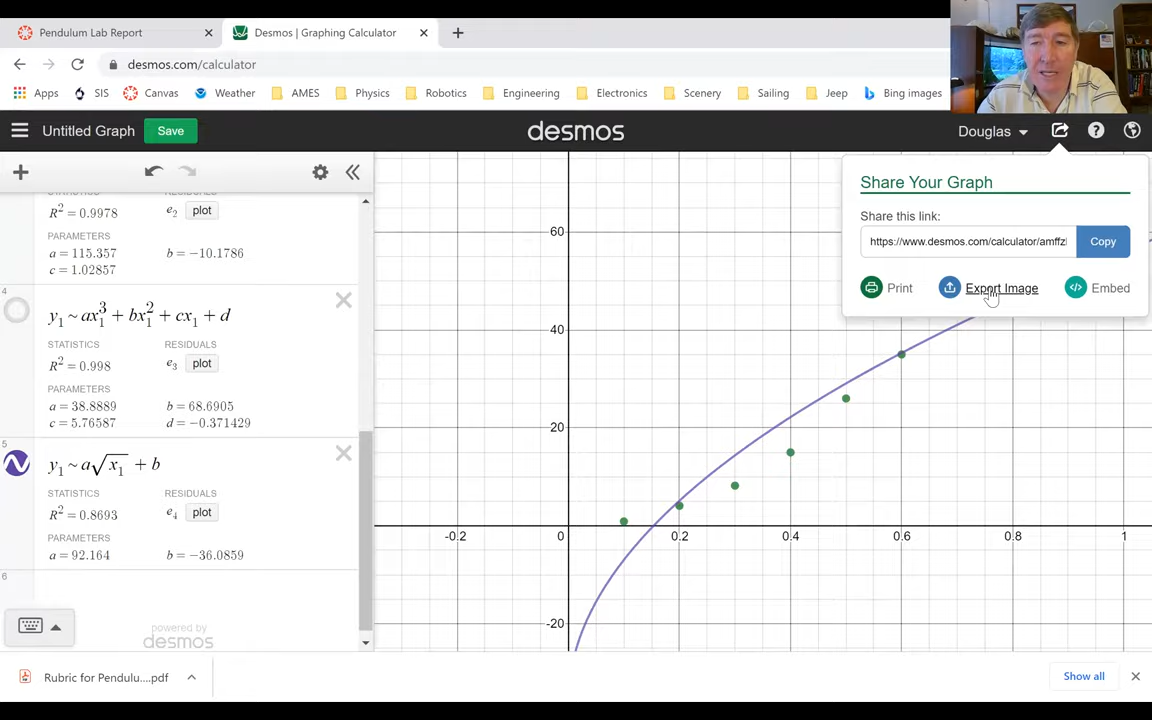 Pendulum Lab Report
Desmos | Graphing Calculator
desmos.com/calculator
Apps SIS Canvas Weather AMES Physics Robotics Engineering Electronics Scenery Sailing Jeep Bing images
Untitled Graph Save desmos Douglas
Share Your Graph
Share this link:
https://www.desmos.com/calculator/amffz Copy
Print Export Image Embed
STATISTICS RESIDUALS
R² = 0.9978 e₂ plot
PARAMETERS
a = 115.357 b = −10.1786
c = 1.02857
4
y₁ ~ ax₁³ + bx₁² + cx₁ + d
STATISTICS RESIDUALS
R² = 0.998 e₃ plot
PARAMETERS
a = 38.8889 b = 68.6905
c = 5.76587 d = −0.371429
5
y₁ ~ a√x₁ + b
STATISTICS RESIDUALS
R² = 0.8693 e₄ plot
PARAMETERS
a = 92.164 b = −36.0859
6
powered by
desmos
60
40
20
-0.2 0 0.2 0.4 0.6 0.8 1
-20
Rubric for Pendulu....pdf
Show all